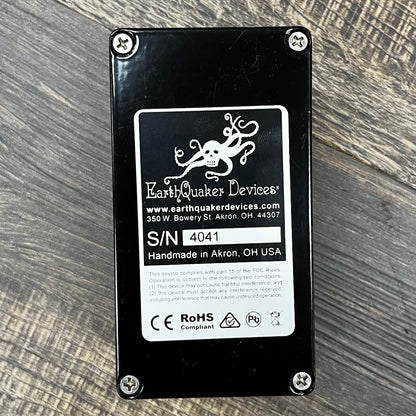 EarthQuaker Devices®
www.earthquakerdevices.com
350 W. Bowery St. Akron, OH. 44307
S/N 4041
Handmade in Akron, OH USA
This device complies with part 15 of the FCC Rules.
Operation is subject to the following two conditions:
(1) This device may not cause harmful interference, and
(2) this device must accept any interference received,
including interference that may cause undesired operation.
CE RoHS Pb
Compliant